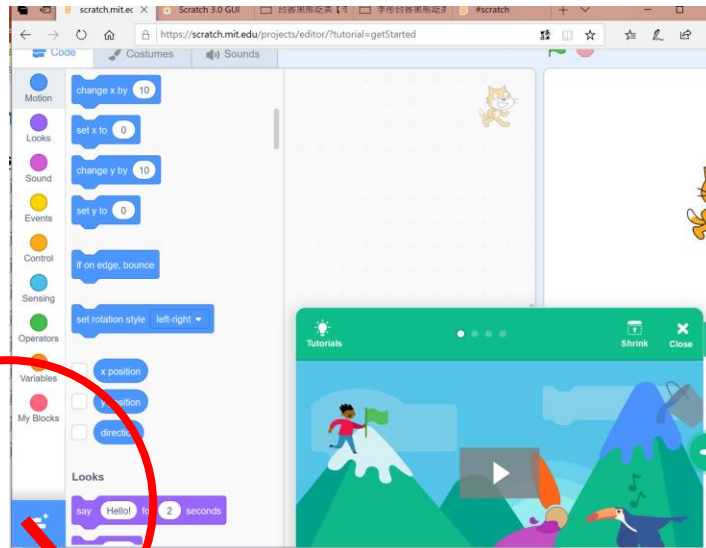 scratch.mit.ec
Scratch 3.0 GUI
#scratch
https://scratch.mit.edu/projects/editor/?tutorial=getStarted
Code
Costumes
Sounds
Motion
Looks
Sound
Events
Control
Sensing
Operators
Variables
My Blocks
change x by 10
set x to 0
change y by 10
set y to 0
if on edge, bounce
set rotation style left-right
x position
y position
direction
Looks
say Hello! for 2 seconds
Tutorials
Shrink
Close